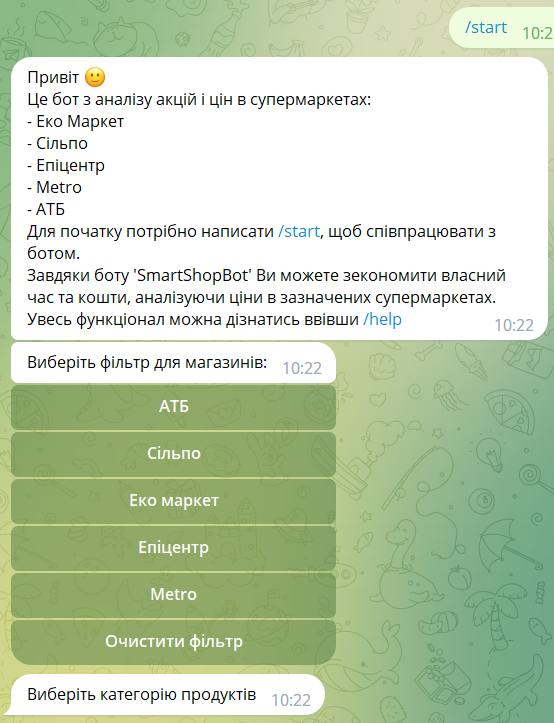 /start 10:2
Привіт 🙂
Це бот з аналізу акцій і цін в супермаркетах:
- Еко Маркет
- Сільпо
- Епіцентр
- Metro
- АТБ
Для початку потрібно написати /start, щоб співпрацювати з
ботом.
Завдяки боту 'SmartShopBot' Ви можете зекономити власний
час та кошти, аналізуючи ціни в зазначених супермаркетах.
Увесь функціонал можна дізнатись ввівши /help 10:22
Виберіть фільтр для магазинів: 10:22
АТБ
Сільпо
Еко маркет
Епіцентр
Metro
Очистити фільтр
Виберіть категорію продуктів 10:22